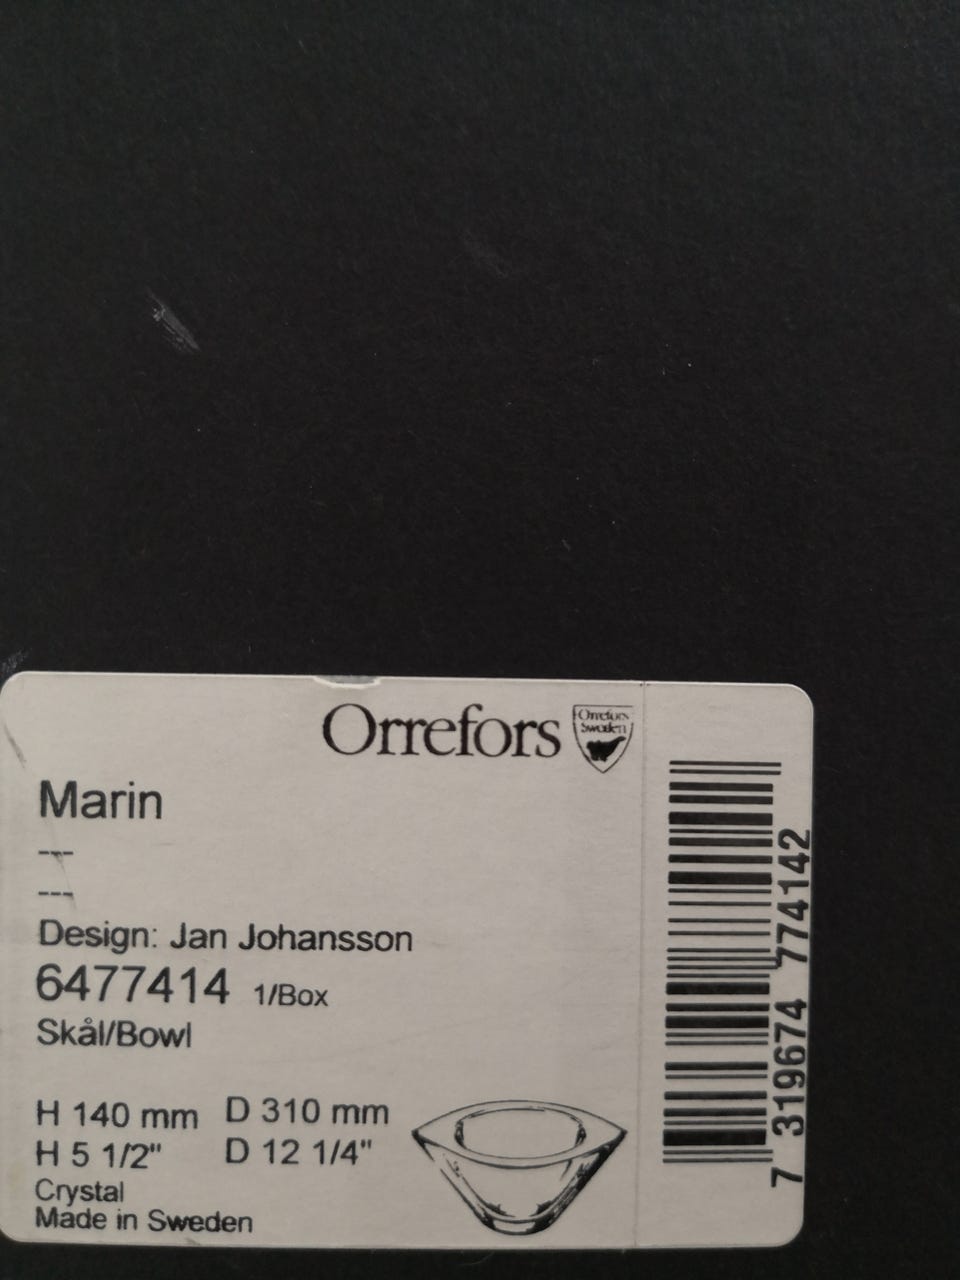 Orrefors
Orrefors
Sweden
Marin
---
---
Design: Jan Johansson
6477414 1/Box
Skål/Bowl
H 140 mm D 310 mm
H 5 1/2" D 12 1/4"
Crystal
Made in Sweden
7 319674 774142